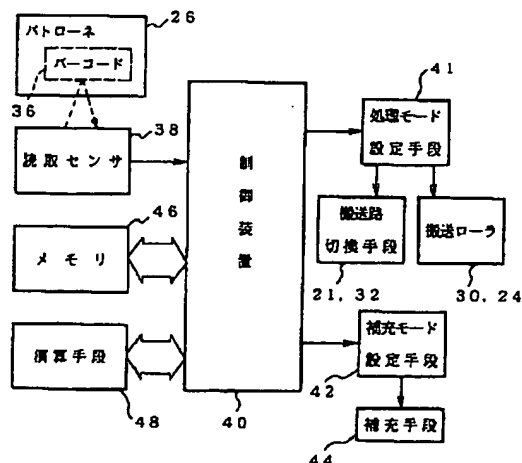 26
パトローネ
バーコード
36
38
読取センサ
46
メモリ
演算手段
48
制御装置
40
41
処理モード
設定手段
搬送路
切換手段
21, 32
搬送ローラ
30, 24
補充モード
設定手段
42
補充手段
44